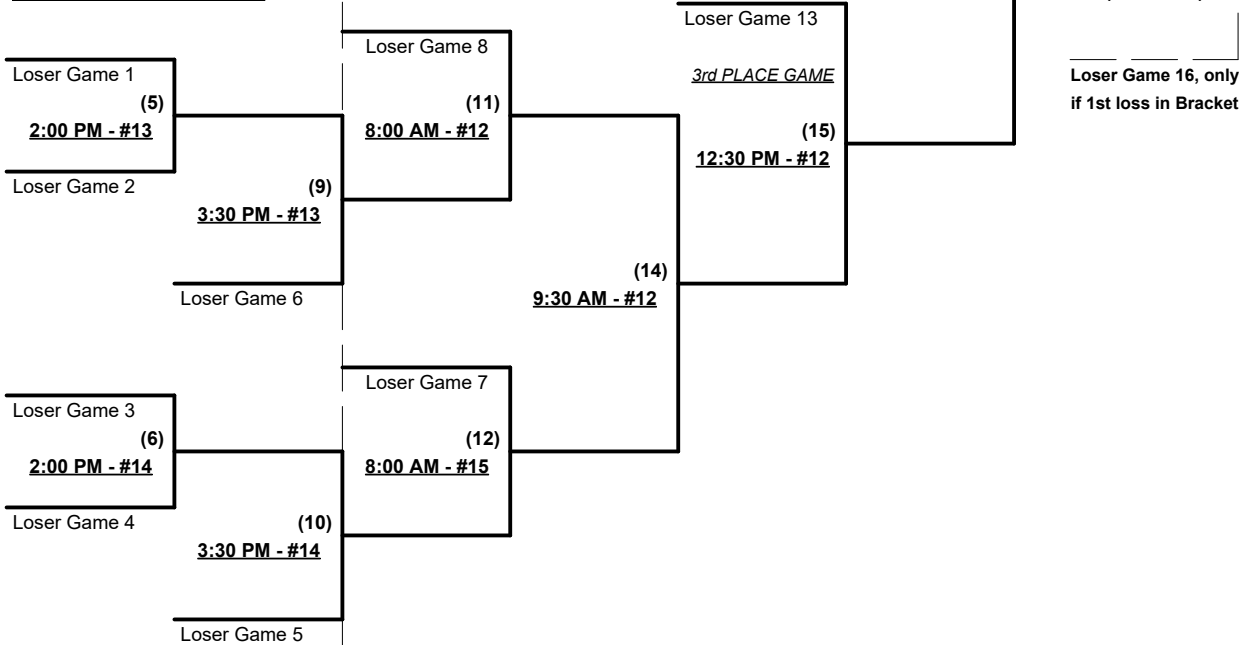 Loser Game 13
Loser Game 8
Loser Game 1
3rd PLACE GAME
Loser Game 16, only
if 1st loss in Bracket
(5)
2:00 PM - #13
(11)
8:00 AM - #12
(15)
12:30 PM - #12
Loser Game 2
(9)
3:30 PM - #13
(14)
9:30 AM - #12
Loser Game 6
Loser Game 7
Loser Game 3
(6)
2:00 PM - #14
(12)
8:00 AM - #15
Loser Game 4
(10)
3:30 PM - #14
Loser Game 5